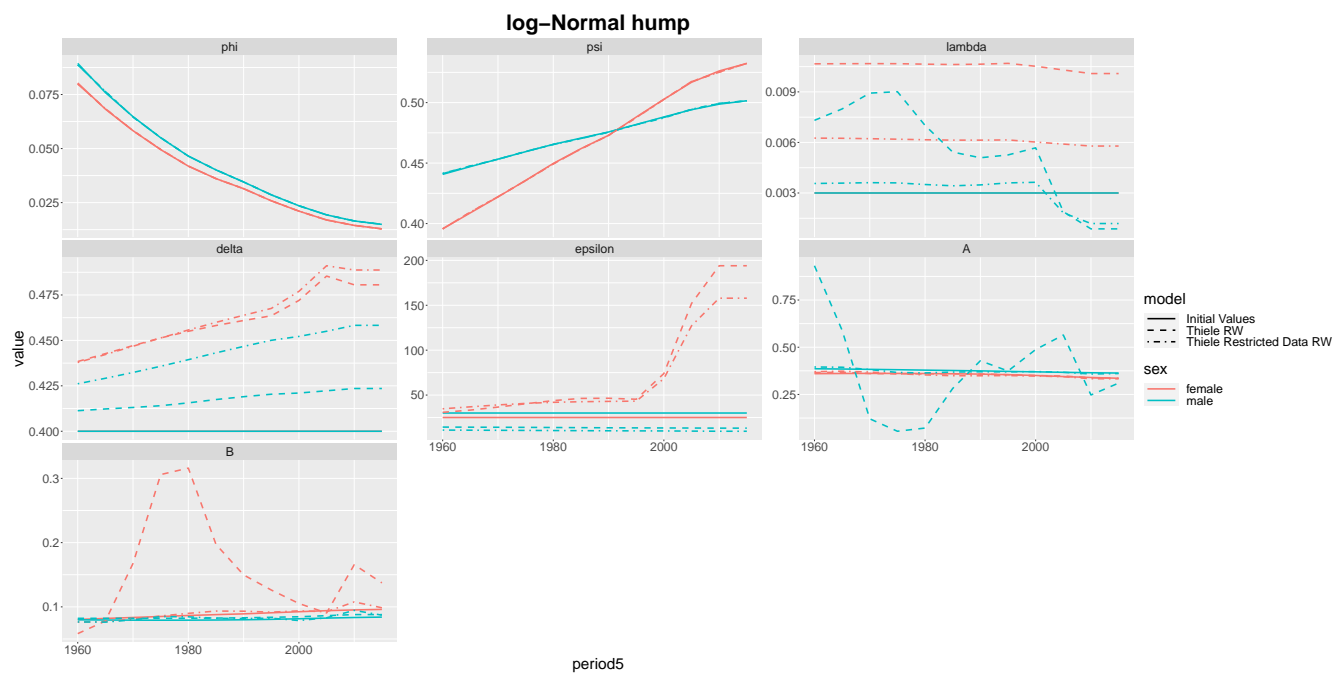 log−Normal hump
phi
psi
lambda
0.075
0.050
0.025
0.50
0.45
0.40
0.009
0.006
0.003
delta
epsilon
A
0.475
0.450
0.425
0.400
200
150
100
50
0.75
0.50
0.25
1960
1980
2000
1960
1980
2000
B
0.3
0.2
0.1
1960
1980
2000
value
period5
model
Initial Values
Thiele RW
Thiele Restricted Data RW
sex
female
male